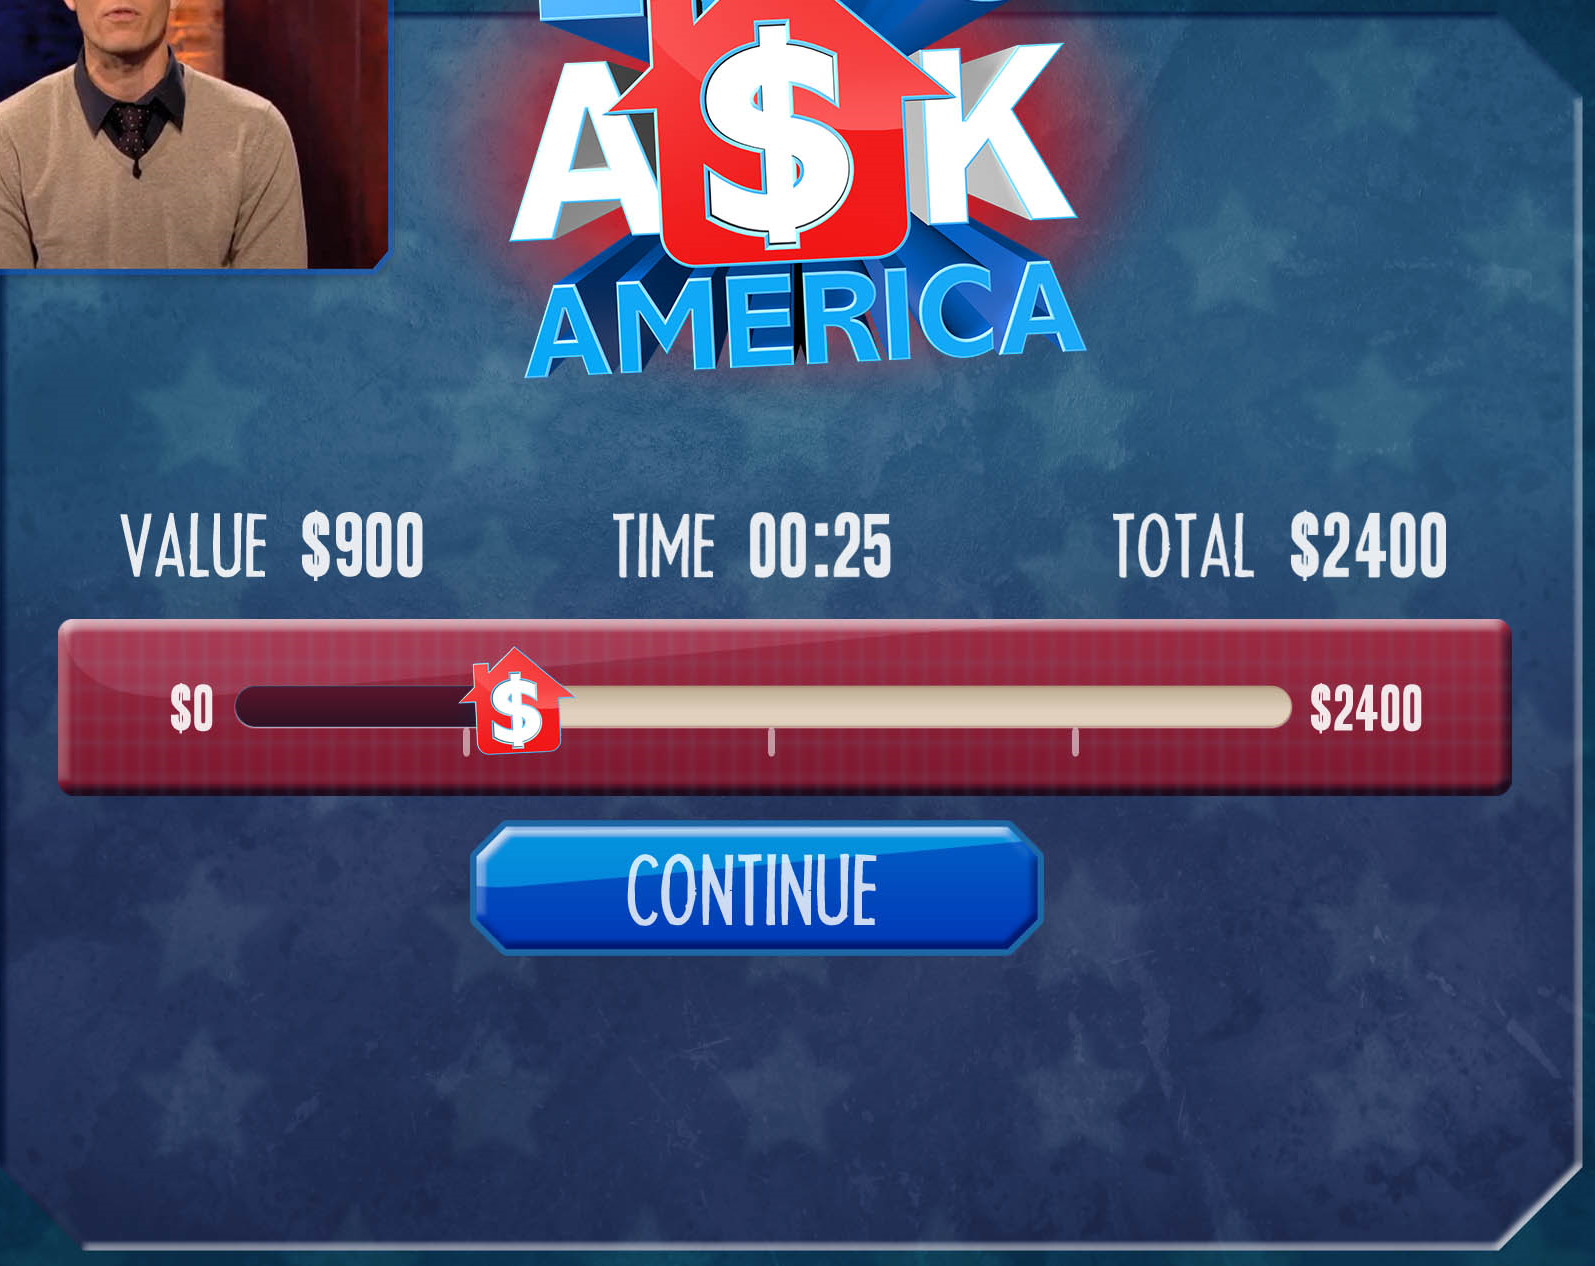 A$K
AMERICA
VALUE $900
TIME 00:25
TOTAL $2400
$0
$
$2400
CONTINUE